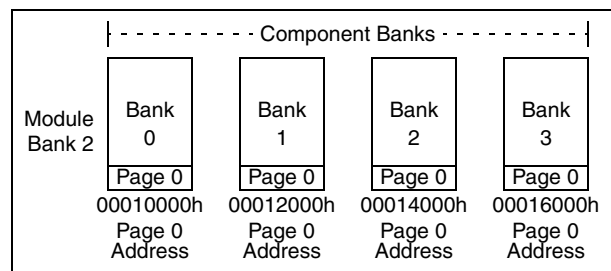 Component Banks
Module
Bank 2
Bank
0
Bank
1
Bank
2
Bank
3
Page 0 Page 0 Page 0 Page 0
00010000h 00012000h 00014000h 00016000h
Page 0
Address
Page 0
Address
Page 0
Address
Page 0
Address